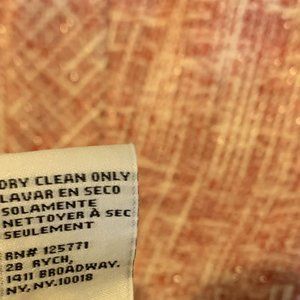 DRY CLEAN ONLY
LAVAR EN SECO
SOLAMENTE
NETTOYER À SEC
SEULEMENT
RN# 125771
2B RYCH,
1411 BROADWAY.
NY, NY.10018